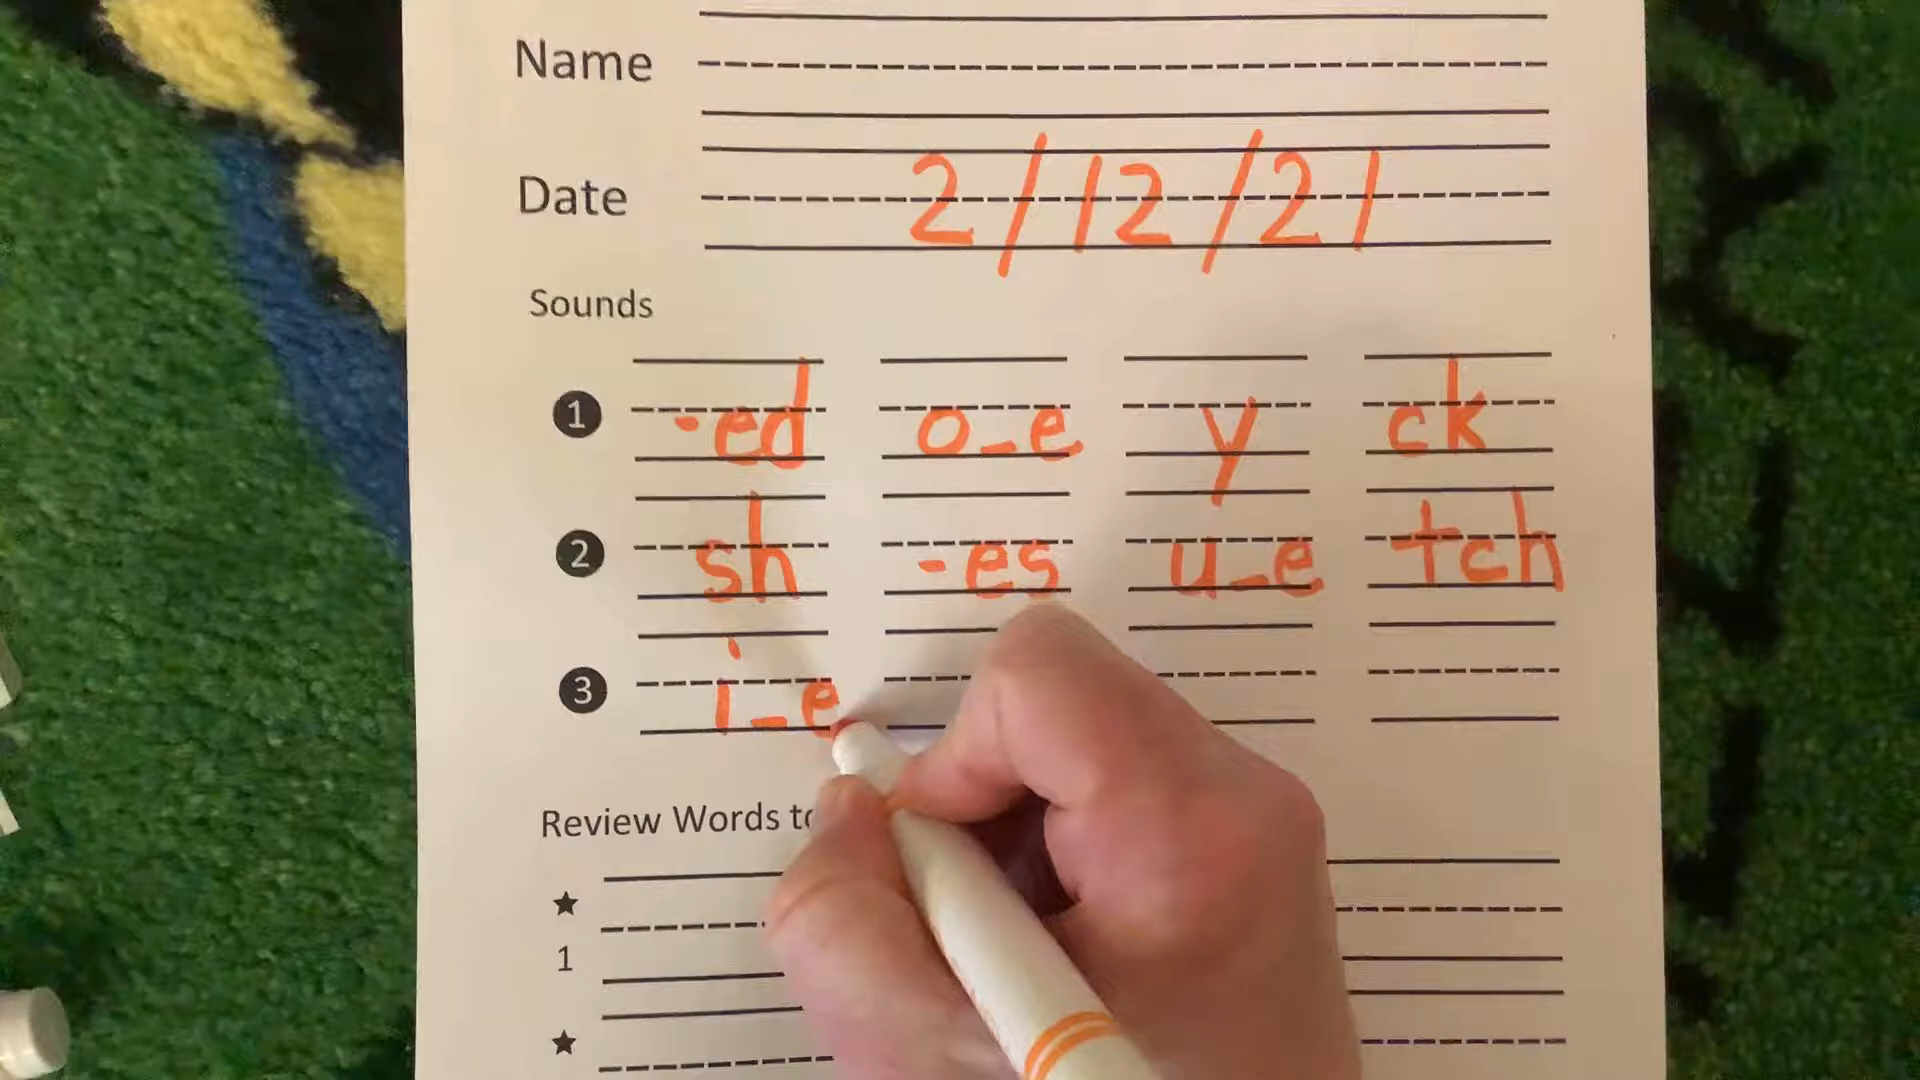 Name
Date 2/12/21
Sounds
1 -ed o_e y ck
2 sh -es u_e tch
3 i_e
Review Words
★
1
★